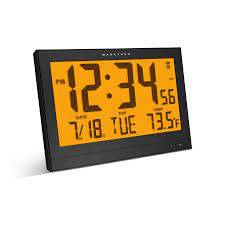 MARATHON
PM 12:34 56
DATE DAY TEMP
7/18. TUE 73.5°F